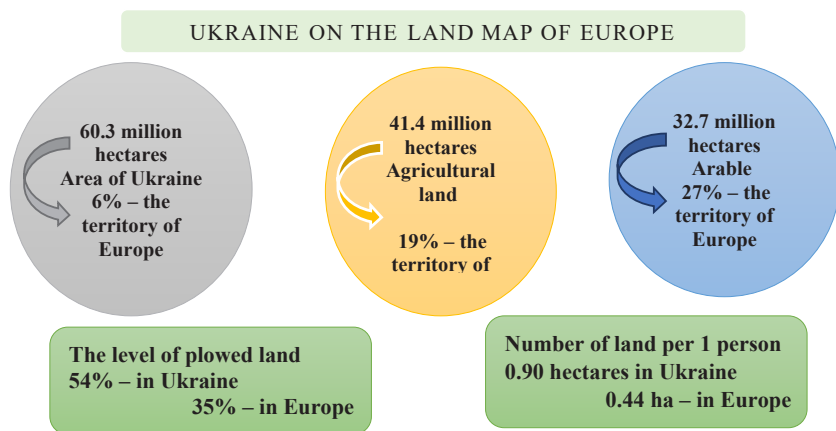 UKRAINE ON THE LAND MAP OF EUROPE
60.3 million
hectares
Area of Ukraine
6% – the
territory of
Europe
41.4 million
hectares
Agricultural
land
19% – the
territory of
32.7 million
hectares
Arable
27% – the
territory of
Europe
The level of plowed land
54% – in Ukraine
35% – in Europe
Number of land per 1 person
0.90 hectares in Ukraine
0.44 ha – in Europe